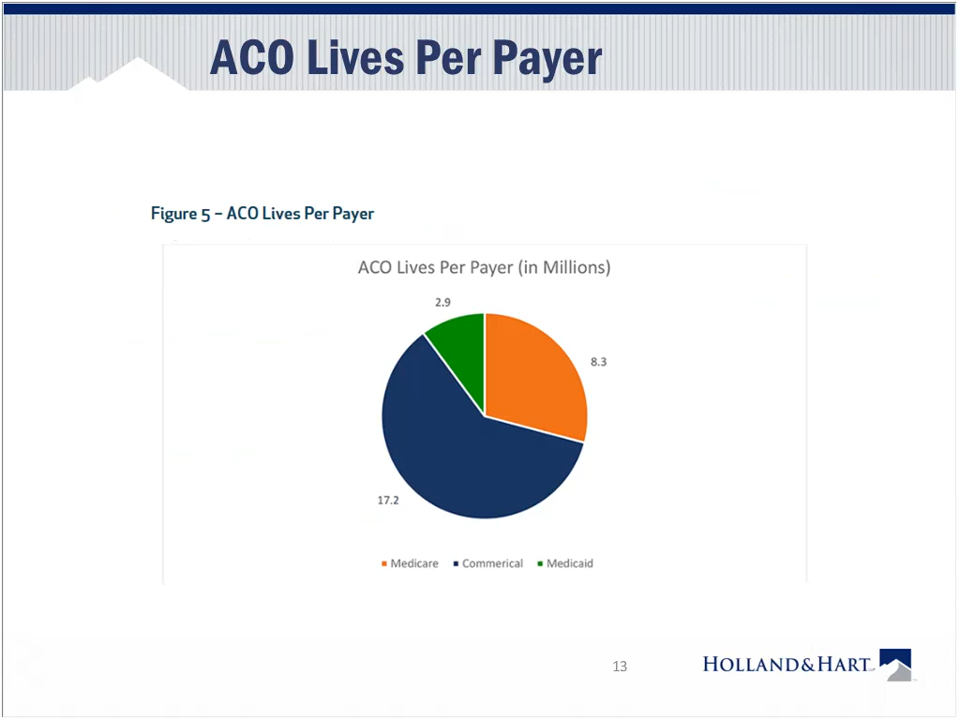 ACO Lives Per Payer
Figure 5 – ACO Lives Per Payer
ACO Lives Per Payer (in Millions)
2.9
8.3
17.2
Medicare Commerical Medicaid
13
HOLLAND & HART